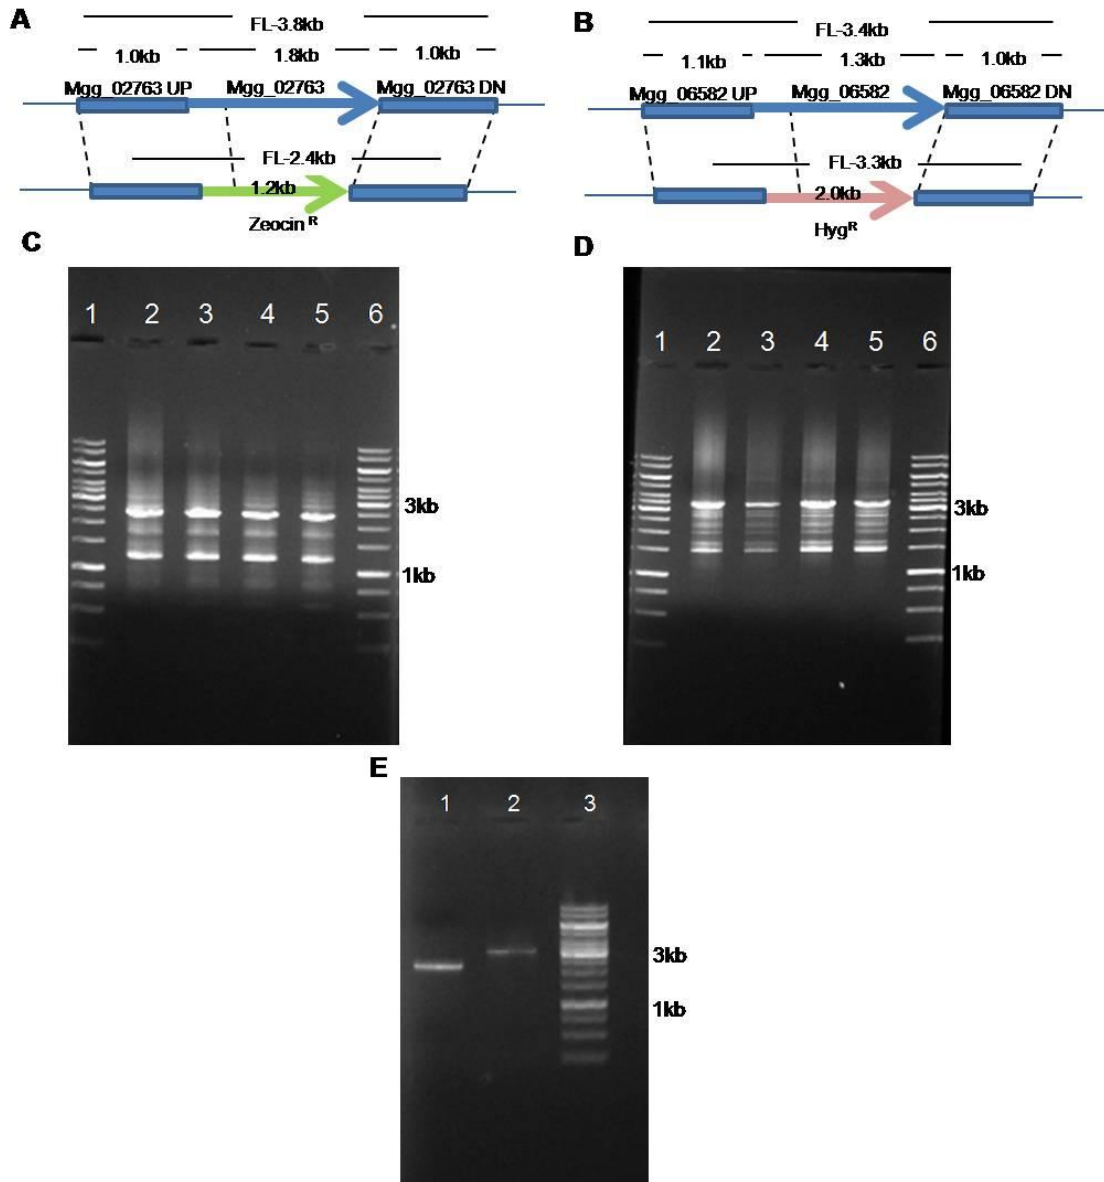 A
FL-3.8kb
1.0kb 1.8kb 1.0kb
Mgg_02763 UP Mgg_02763 Mgg_02763 DN
FL-2.4kb
1.2kb
Zeocin R
B
FL-3.4kb
1.1kb 1.3kb 1.0kb
Mgg_06582 UP Mgg_06582 Mgg_06582 DN
FL-3.3kb
2.0kb
HygR
C
1 2 3 4 5 6
3kb
1kb
D
1 2 3 4 5 6
3kb
1kb
E
1 2 3
3kb
1kb